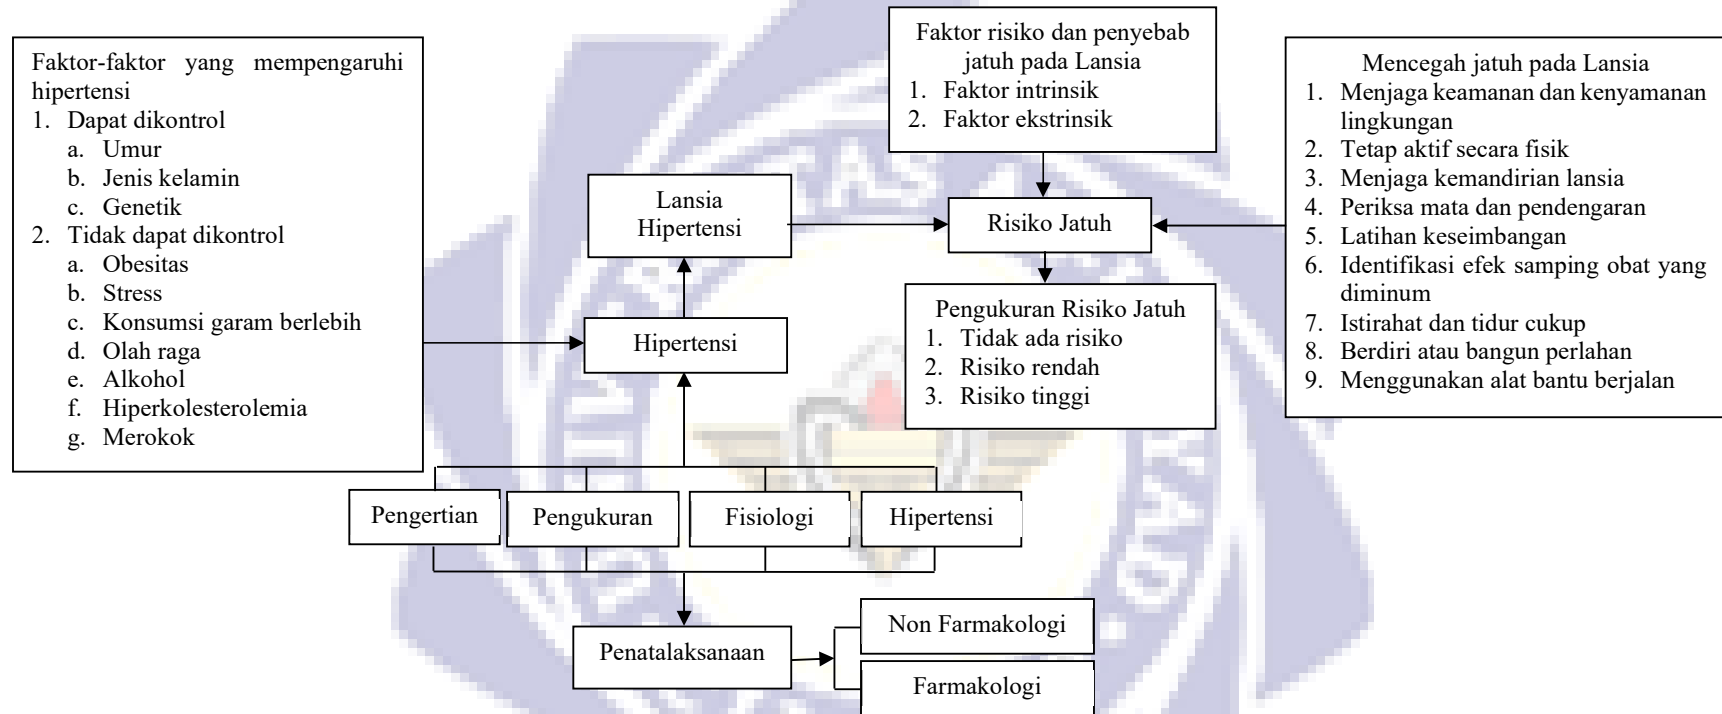 Faktor-faktor yang mempengaruhi
hipertensi
1. Dapat dikontrol
a. Umur
b. Jenis kelamin
c. Genetik
2. Tidak dapat dikontrol
a. Obesitas
b. Stress
c. Konsumsi garam berlebih
d. Olah raga
e. Alkohol
f. Hiperkolesterolemia
g. Merokok
Lansia
Hipertensi
Hipertensi
Faktor risiko dan penyebab
jatuh pada Lansia
1. Faktor intrinsik
2. Faktor ekstrinsik
Risiko Jatuh
Pengukuran Risiko Jatuh
1. Tidak ada risiko
2. Risiko rendah
3. Risiko tinggi
Mencegah jatuh pada Lansia
1. Menjaga keamanan dan kenyamanan
lingkungan
2. Tetap aktif secara fisik
3. Menjaga kemandirian lansia
4. Periksa mata dan pendengaran
5. Latihan keseimbangan
6. Identifikasi efek samping obat yang
diminum
7. Istirahat dan tidur cukup
8. Berdiri atau bangun perlahan
9. Menggunakan alat bantu berjalan
Pengertian
Pengukuran
Fisiologi
Hipertensi
Penatalaksanaan
Non Farmakologi
Farmakologi